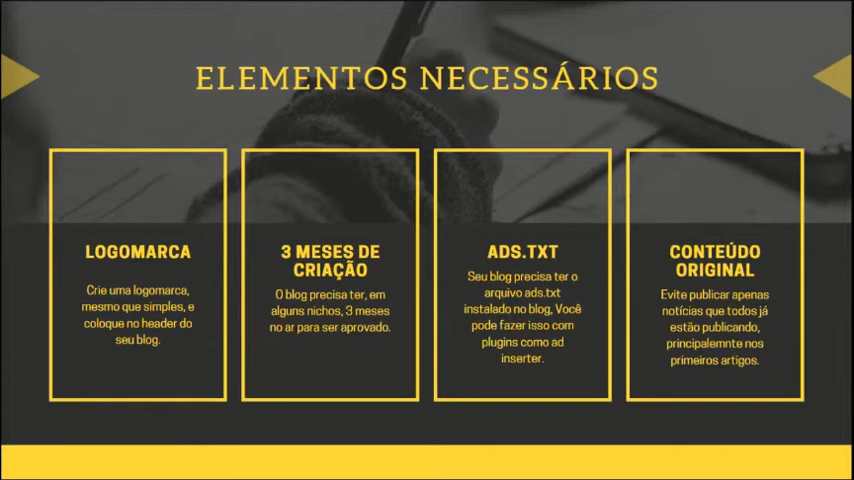 ELEMENTOS NECESSÁRIOS
LOGOMARCA
Crie uma logomarca,
mesmo que simples, e
coloque no header do
seu blog.
3 MESES DE
CRIAÇÃO
O blog precisa ter, em
alguns nichos, 3 meses
no ar para ser aprovado.
ADS.TXT
Seu blog precisa ter o
arquivo ads.txt
instalado no blog, Você
pode fazer isso com
plugins como ad
inserter.
CONTEÚDO
ORIGINAL
Evite publicar apenas
notícias que todos já
estão publicando,
principalemnte nos
primeiros artigos.